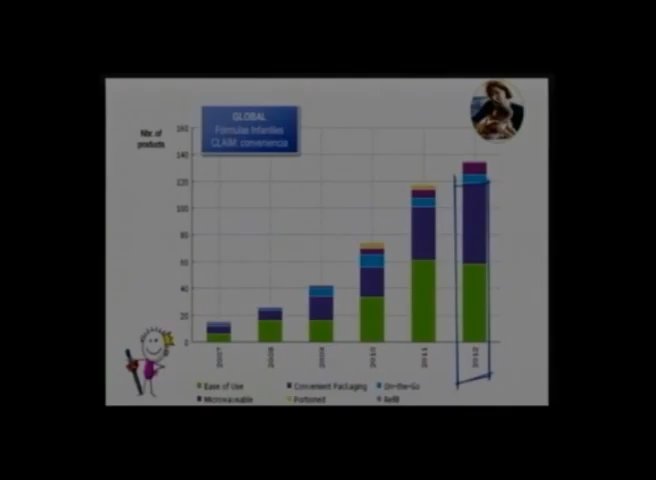 GLOBAL
Fórmulas Infantiles
CLAIM: conveniencia
Nbr. of
products
160
140
120
100
80
60
40
20
0
2007 2008 2009 2010 2011 2012
Ease of Use Convenient Packaging On-the-Go
Microwaveable Portioned Refill